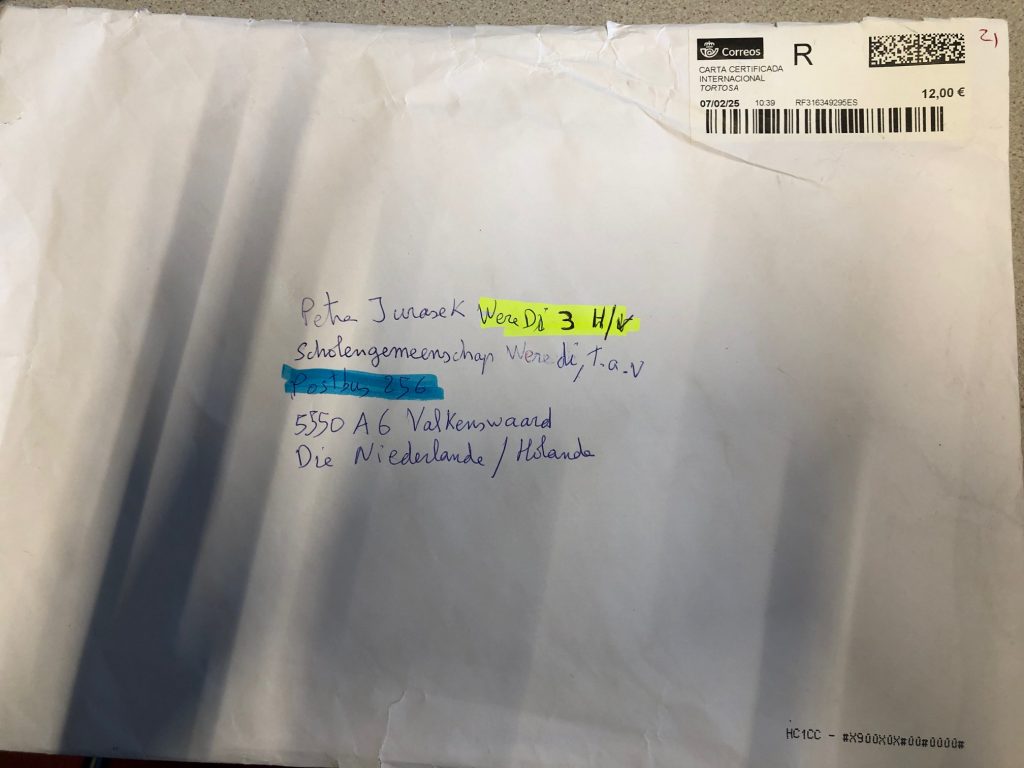 Correos
R
21
CARTA CERTIFICADA
INTERNACIONAL
TORTOSA
12,00 €
07/02/25 10:39 RF316349295ES
Petra Jurasek WereDi 3 H/V
Scholengemeenschap Weredi, t.a.v
Postbus 256
5550 A6 Valkenswaard
Die Niederlande / Holanda
HC1CC - #X900X0X#00#0000#